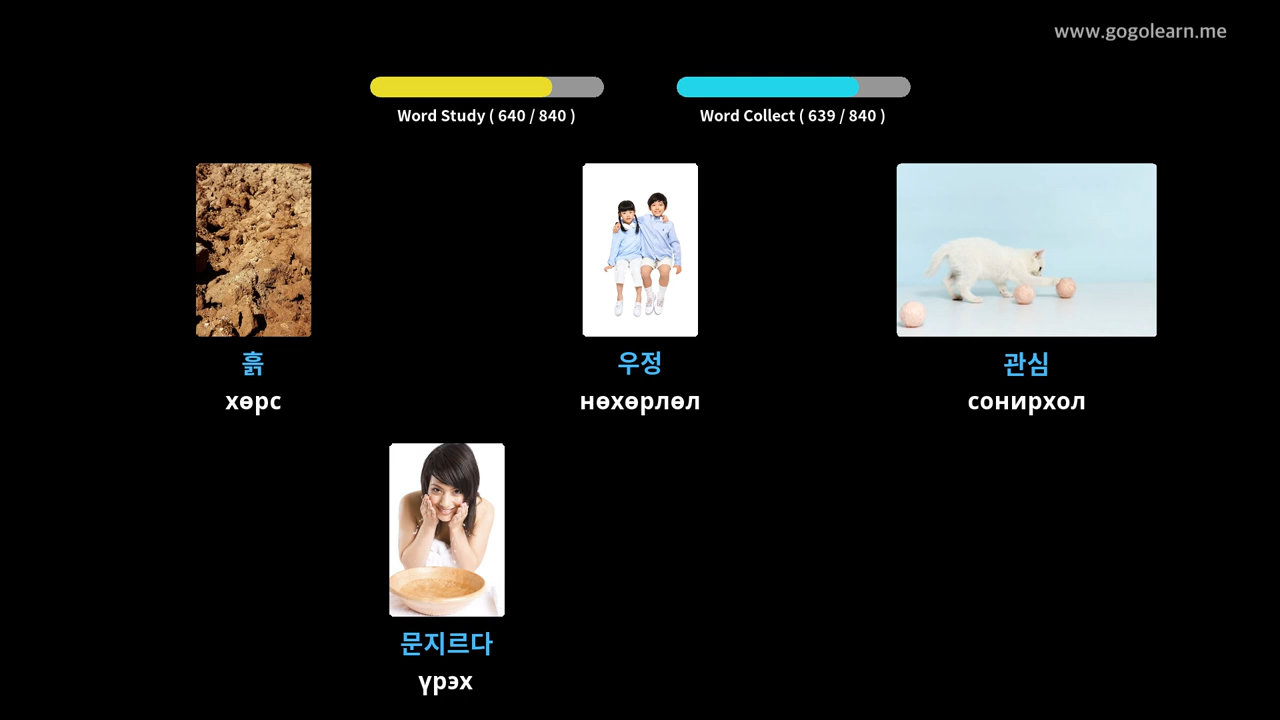 www.gogolearn.me
Word Study ( 640 / 840 )
Word Collect ( 639 / 840 )
흙
хөрс
우정
нөхөрлөл
관심
сонирхол
문지르다
үрэх